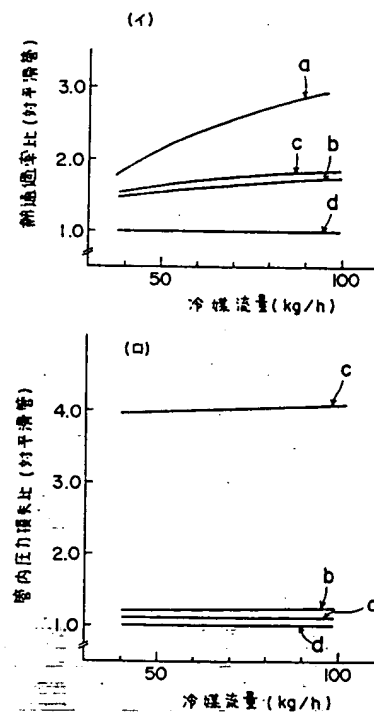 (イ)
熱通過率比(対平滑管)
3.0
2.0
1.0
a
c
b
d
50
100
冷媒流量(kg/h)
(ロ)
管内圧力損失比(対平滑管)
4.0
3.0
2.0
1.0
c
b
a
d
50
100
冷媒流量(kg/h)